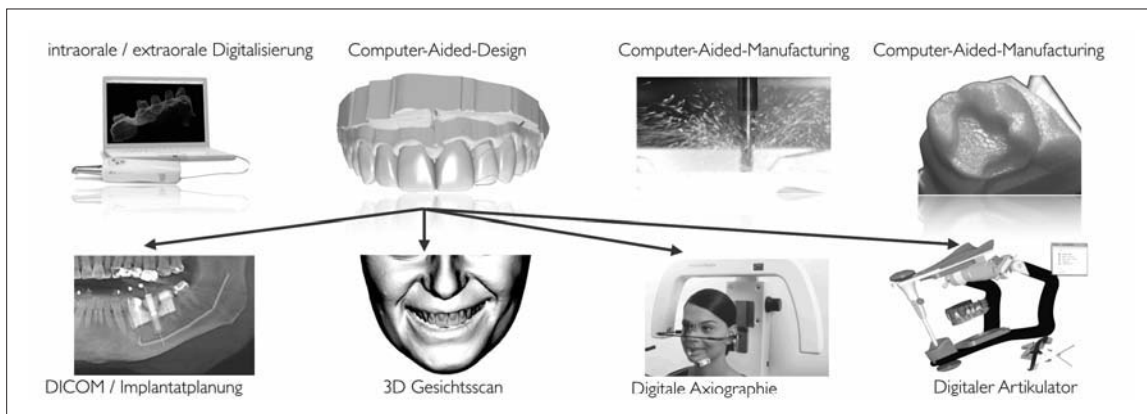 intraorale / extraorale Digitalisierung
Computer-Aided-Design
Computer-Aided-Manufacturing
Computer-Aided-Manufacturing
DICOM / Implantatplanung
3D Gesichtsscan
Digitale Axiographie
Digitaler Artikulator